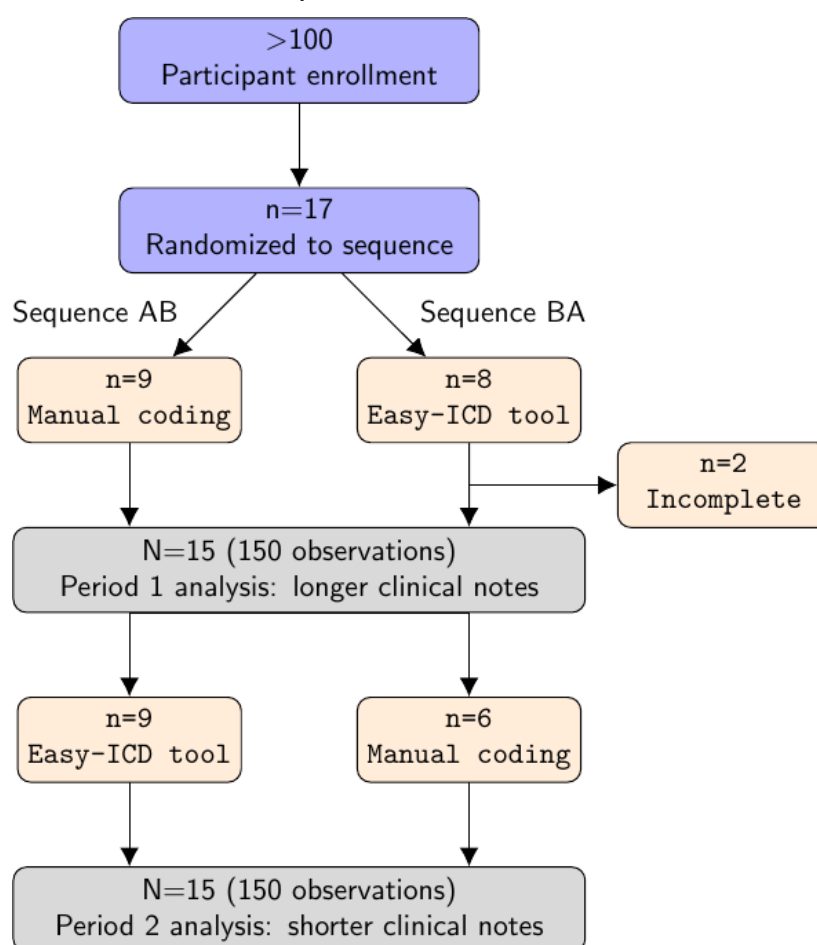 >100
Participant enrollment
n=17
Randomized to sequence
Sequence AB
Sequence BA
n=9
Manual coding
n=8
Easy-ICD tool
n=2
Incomplete
N=15 (150 observations)
Period 1 analysis: longer clinical notes
n=9
Easy-ICD tool
n=6
Manual coding
N=15 (150 observations)
Period 2 analysis: shorter clinical notes